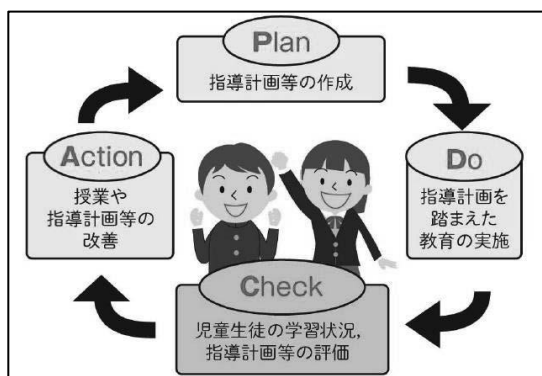 Plan
指導計画等の作成
Do
指導計画を
踏まえた
教育の実施
Check
児童生徒の学習状況,
指導計画等の評価
Action
授業や
指導計画等の
改善